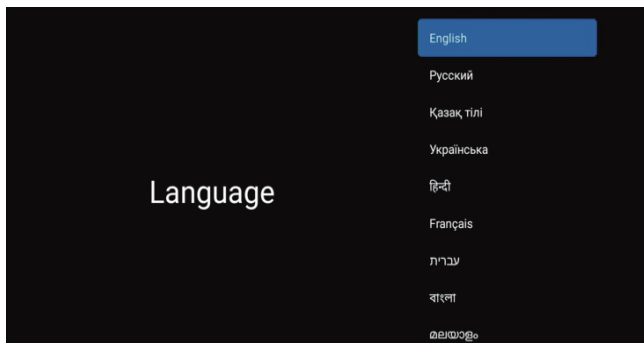 Language
English
Русский
Қазақ тілі
Українська
हिन्दी
Français
עברית
বাংলা
മലയാളം